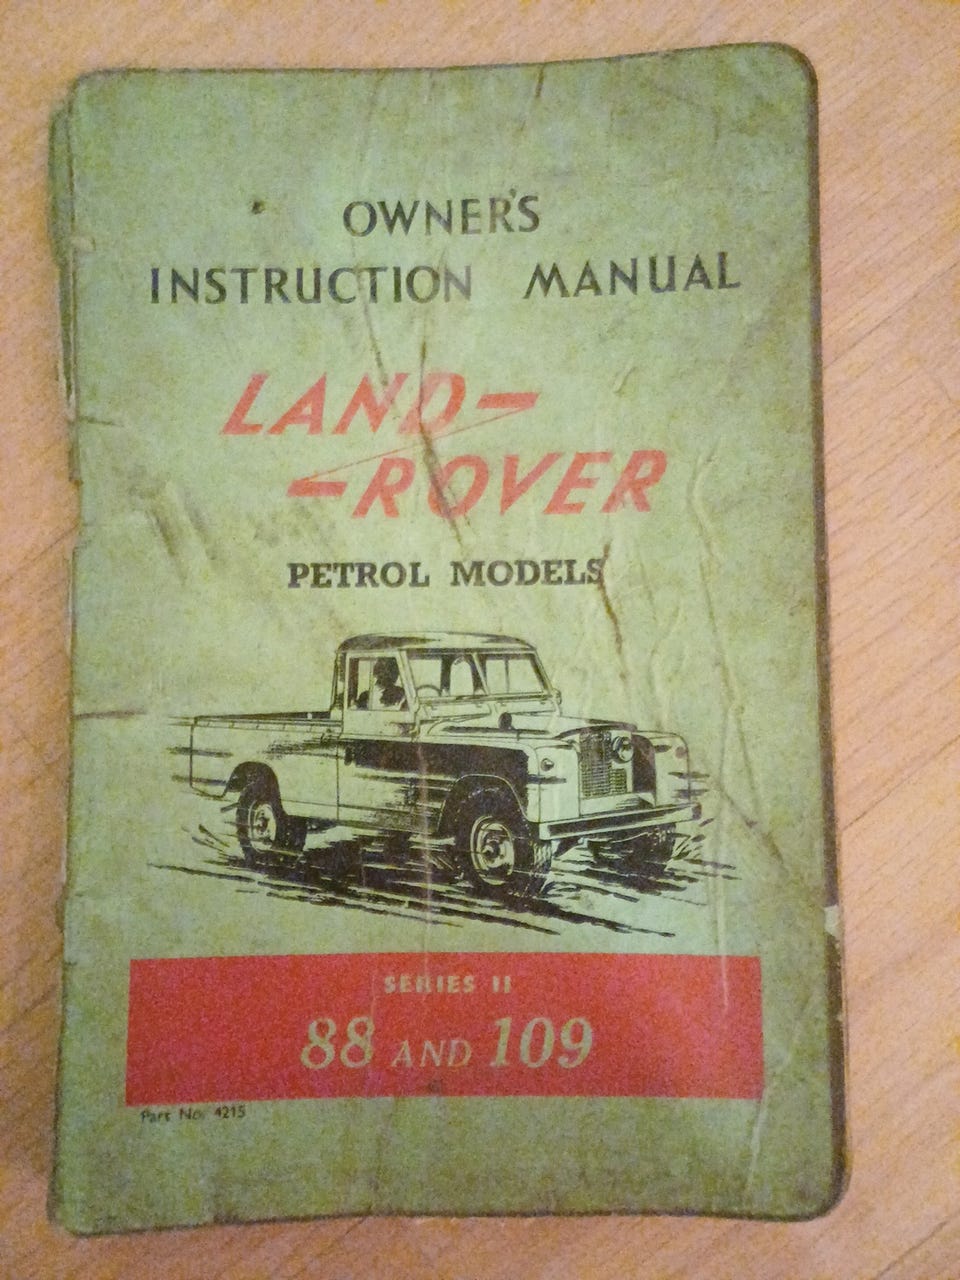 OWNER'S
INSTRUCTION MANUAL
LAND-
-ROVER
PETROL MODELS
SERIES II
88 AND 109
Part No. 4215